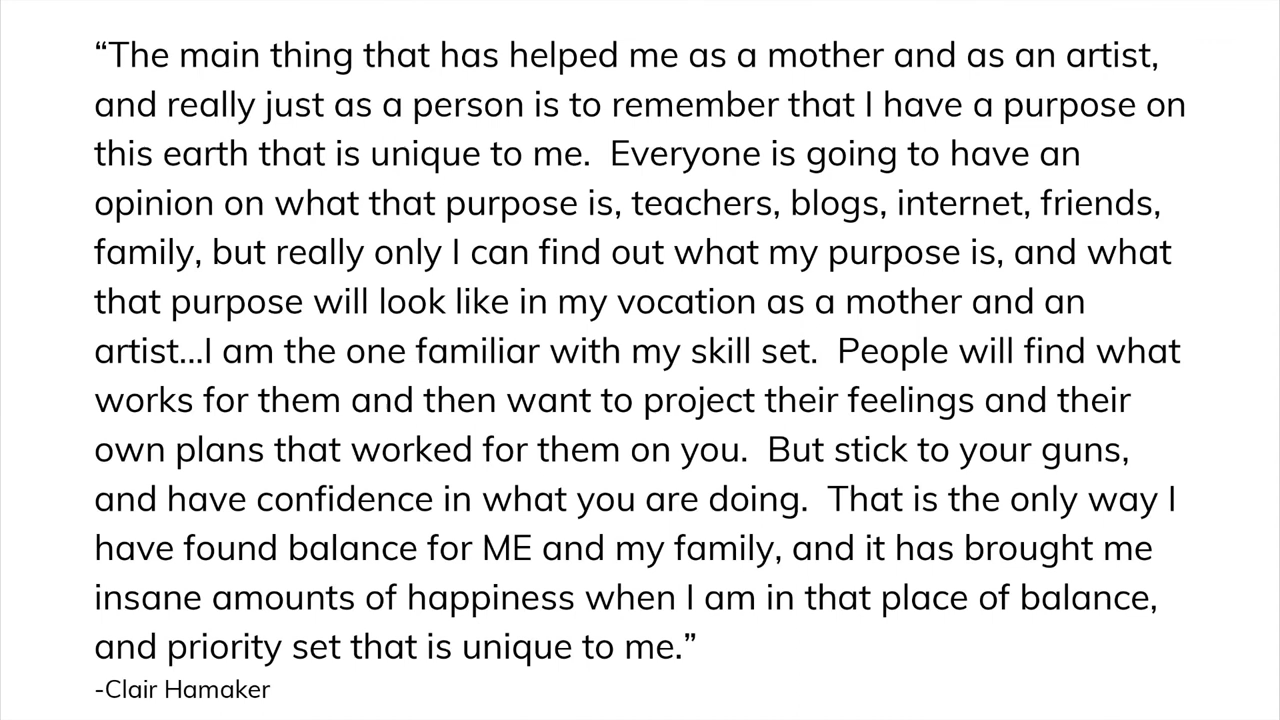 “The main thing that has helped me as a mother and as an artist,
and really just as a person is to remember that I have a purpose on
this earth that is unique to me.  Everyone is going to have an
opinion on what that purpose is, teachers, blogs, internet, friends,
family, but really only I can find out what my purpose is, and what
that purpose will look like in my vocation as a mother and an
artist...I am the one familiar with my skill set.  People will find what
works for them and then want to project their feelings and their
own plans that worked for them on you.  But stick to your guns,
and have confidence in what you are doing.  That is the only way I
have found balance for ME and my family, and it has brought me
insane amounts of happiness when I am in that place of balance,
and priority set that is unique to me.”
-Clair Hamaker